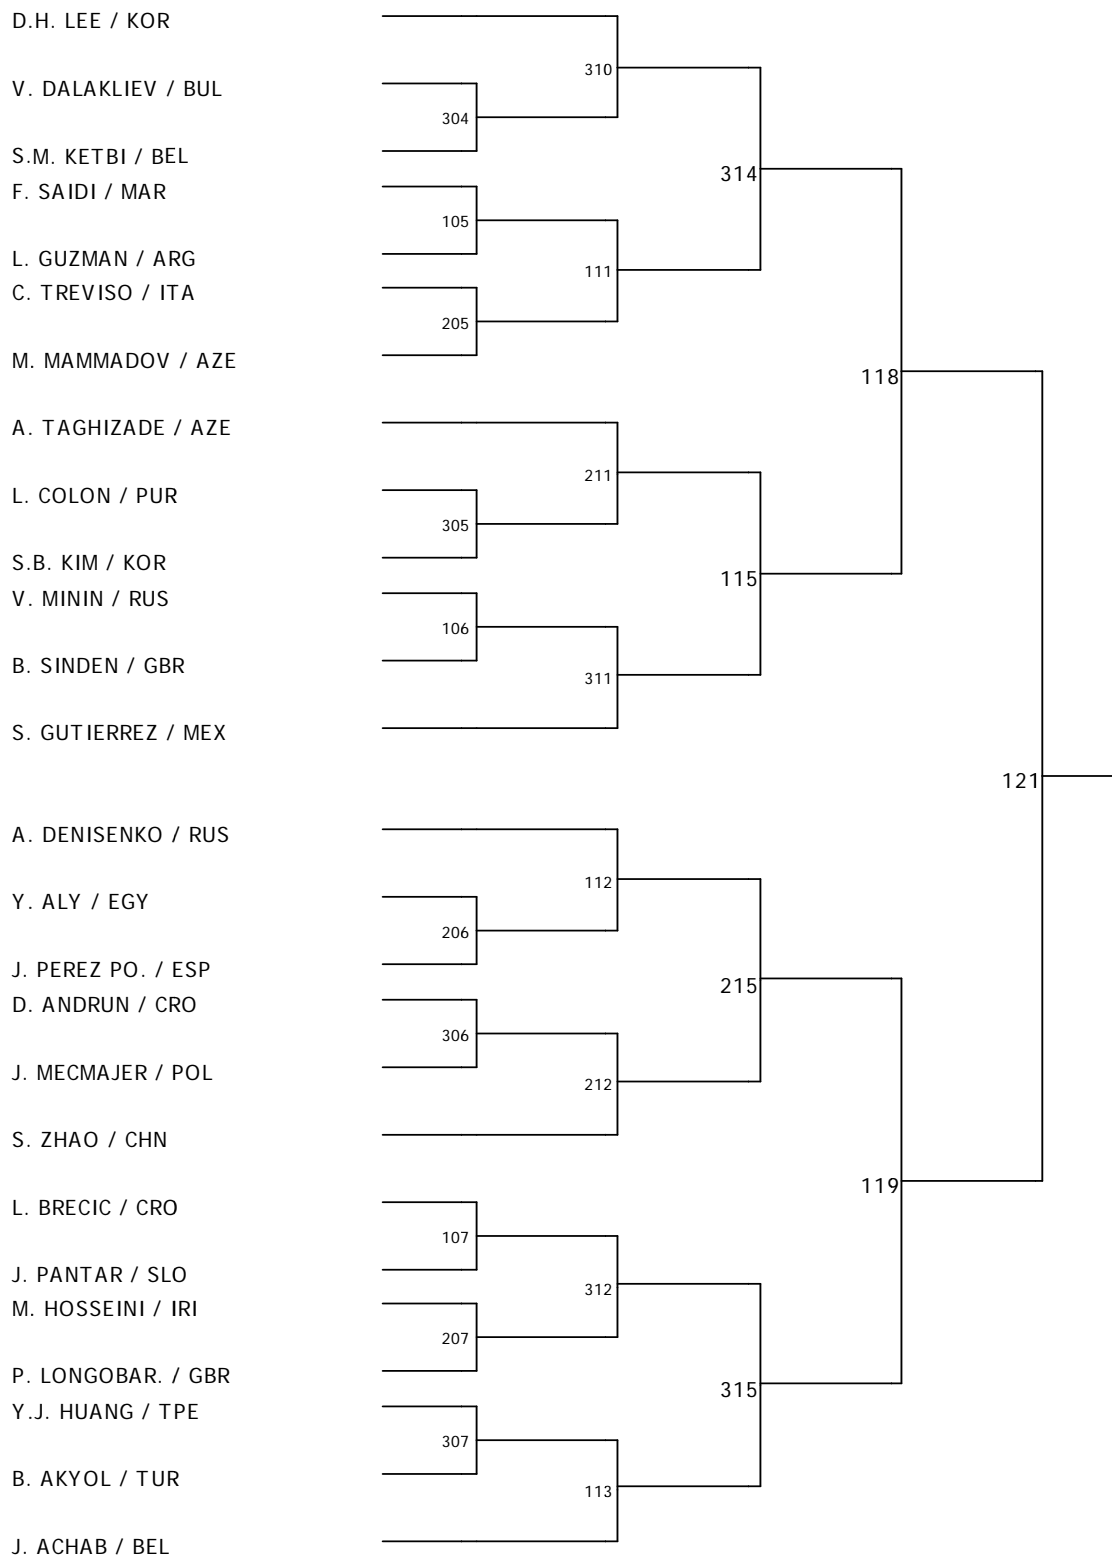 D.H. LEE / KOR
310
V. DALAKLIEV / BUL
304
S.M. KETBI / BEL
314
F. SAIDI / MAR
105
L. GUZMAN / ARG
111
C. TREVISO / ITA
205
M. MAMMADOV / AZE
118
A. TAGHIZADE / AZE
211
L. COLON / PUR
305
S.B. KIM / KOR
115
V. MININ / RUS
106
B. SINDEN / GBR
311
S. GUTIERREZ / MEX
121
A. DENISENKO / RUS
112
Y. ALY / EGY
206
J. PEREZ PO. / ESP
215
D. ANDRUN / CRO
306
J. MECMAJER / POL
212
S. ZHAO / CHN
119
L. BRECIC / CRO
107
J. PANTAR / SLO
312
M. HOSSEINI / IRI
207
P. LONGOBAR. / GBR
315
Y.J. HUANG / TPE
307
B. AKYOL / TUR
113
J. ACHAB / BEL